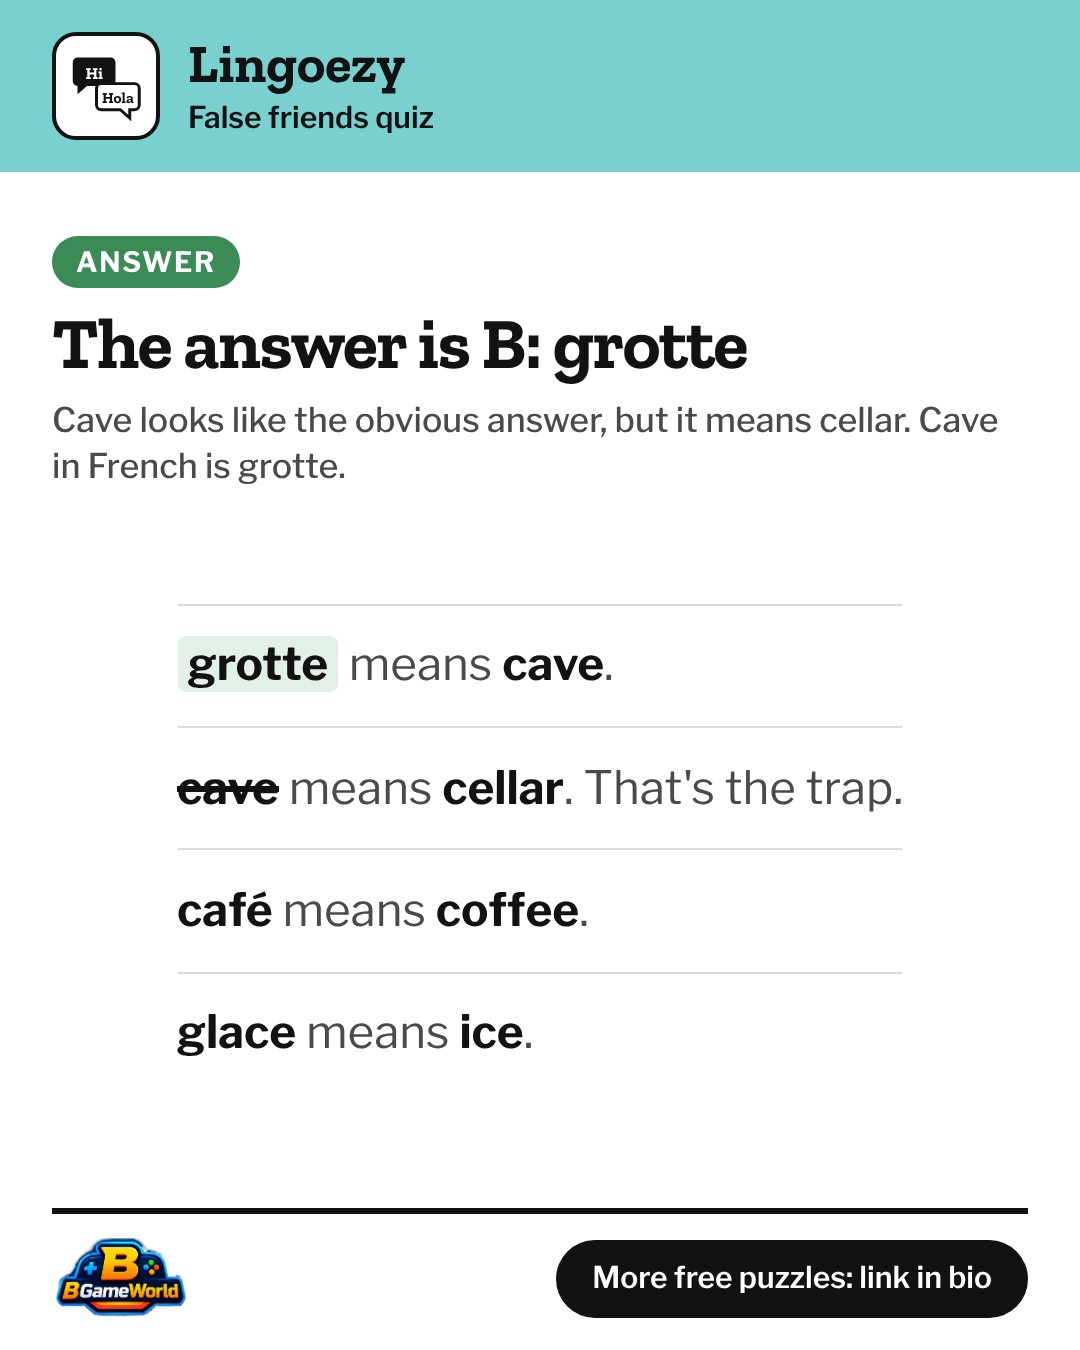 Hi
Hola
Lingoezy
False friends quiz
ANSWER
The answer is B: grotte
Cave looks like the obvious answer, but it means cellar. Cave
in French is grotte.
grotte means cave.
cave means cellar. That's the trap.
café means coffee.
glace means ice.
B
BGameWorld
More free puzzles: link in bio